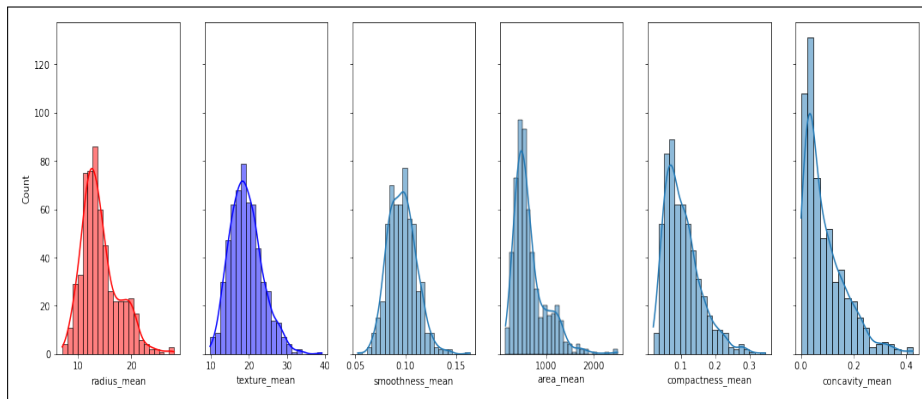 120
100
80
60
40
20
0
Count
10 20
radius_mean
10 20 30 40
texture_mean
0.05 0.10 0.15
smoothness_mean
1000 2000
area_mean
0.1 0.2 0.3
compactness_mean
0.0 0.2 0.4
concavity_mean